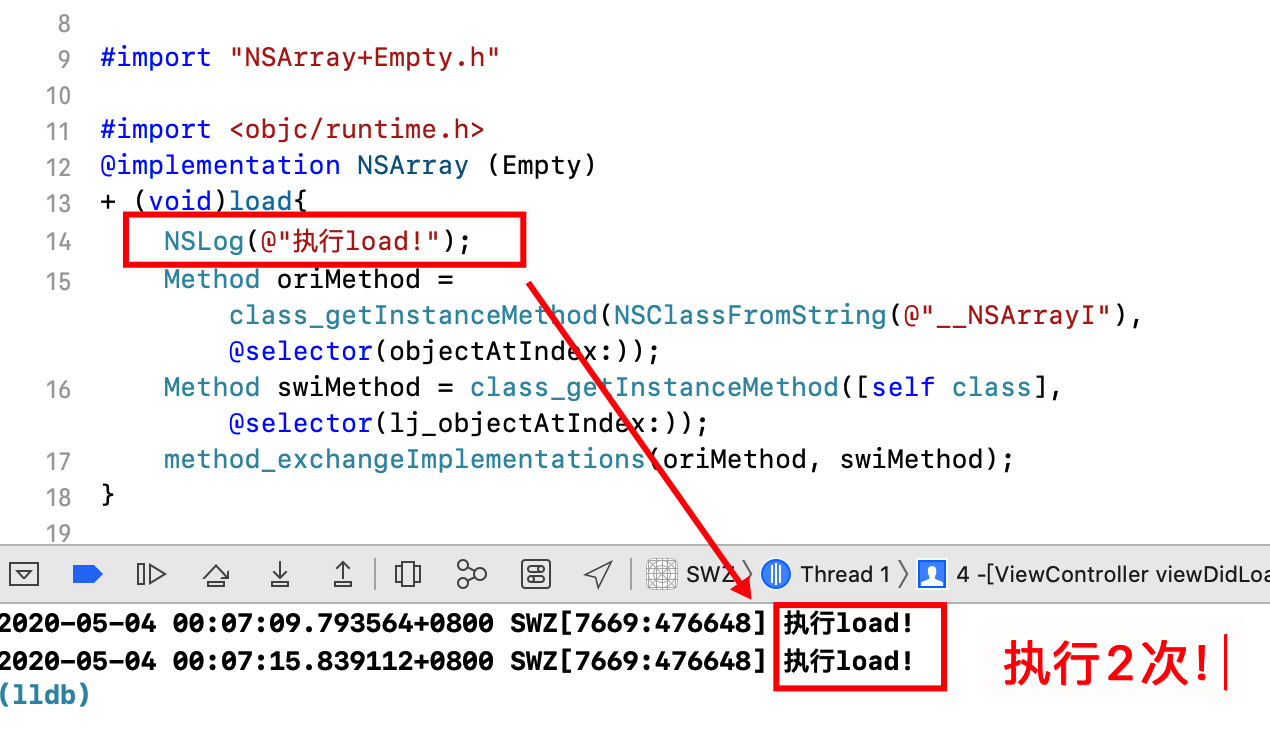 8
9 #import "NSArray+Empty.h"
10
11 #import <objc/runtime.h>
12 @implementation NSArray (Empty)
13 + (void)load{
14 NSLog(@"执行load!");
15 Method oriMethod =
class_getInstanceMethod(NSClassFromString(@"__NSArrayI"),
@selector(objectAtIndex:));
16 Method swiMethod = class_getInstanceMethod([self class],
@selector(lj_objectAtIndex:));
17 method_exchangeImplementations(oriMethod, swiMethod);
18 }
19
SWZ Thread 1 4 -[ViewController viewDidLoa
2020-05-04 00:07:09.793564+0800 SWZ[7669:476648] 执行load!
2020-05-04 00:07:15.839112+0800 SWZ[7669:476648] 执行load!
(lldb)
执行2次!